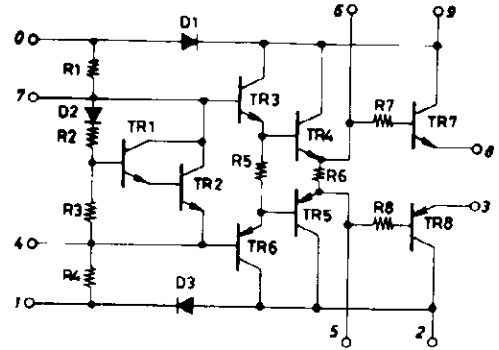 D1 6 9
0
R1
7 TR3 R7
D2 TR1 TR4 TR7
R2
8
R5 R6
TR2
R3 TR5 R8 3
TR8
4 TR6
R4
D3
1
5 2